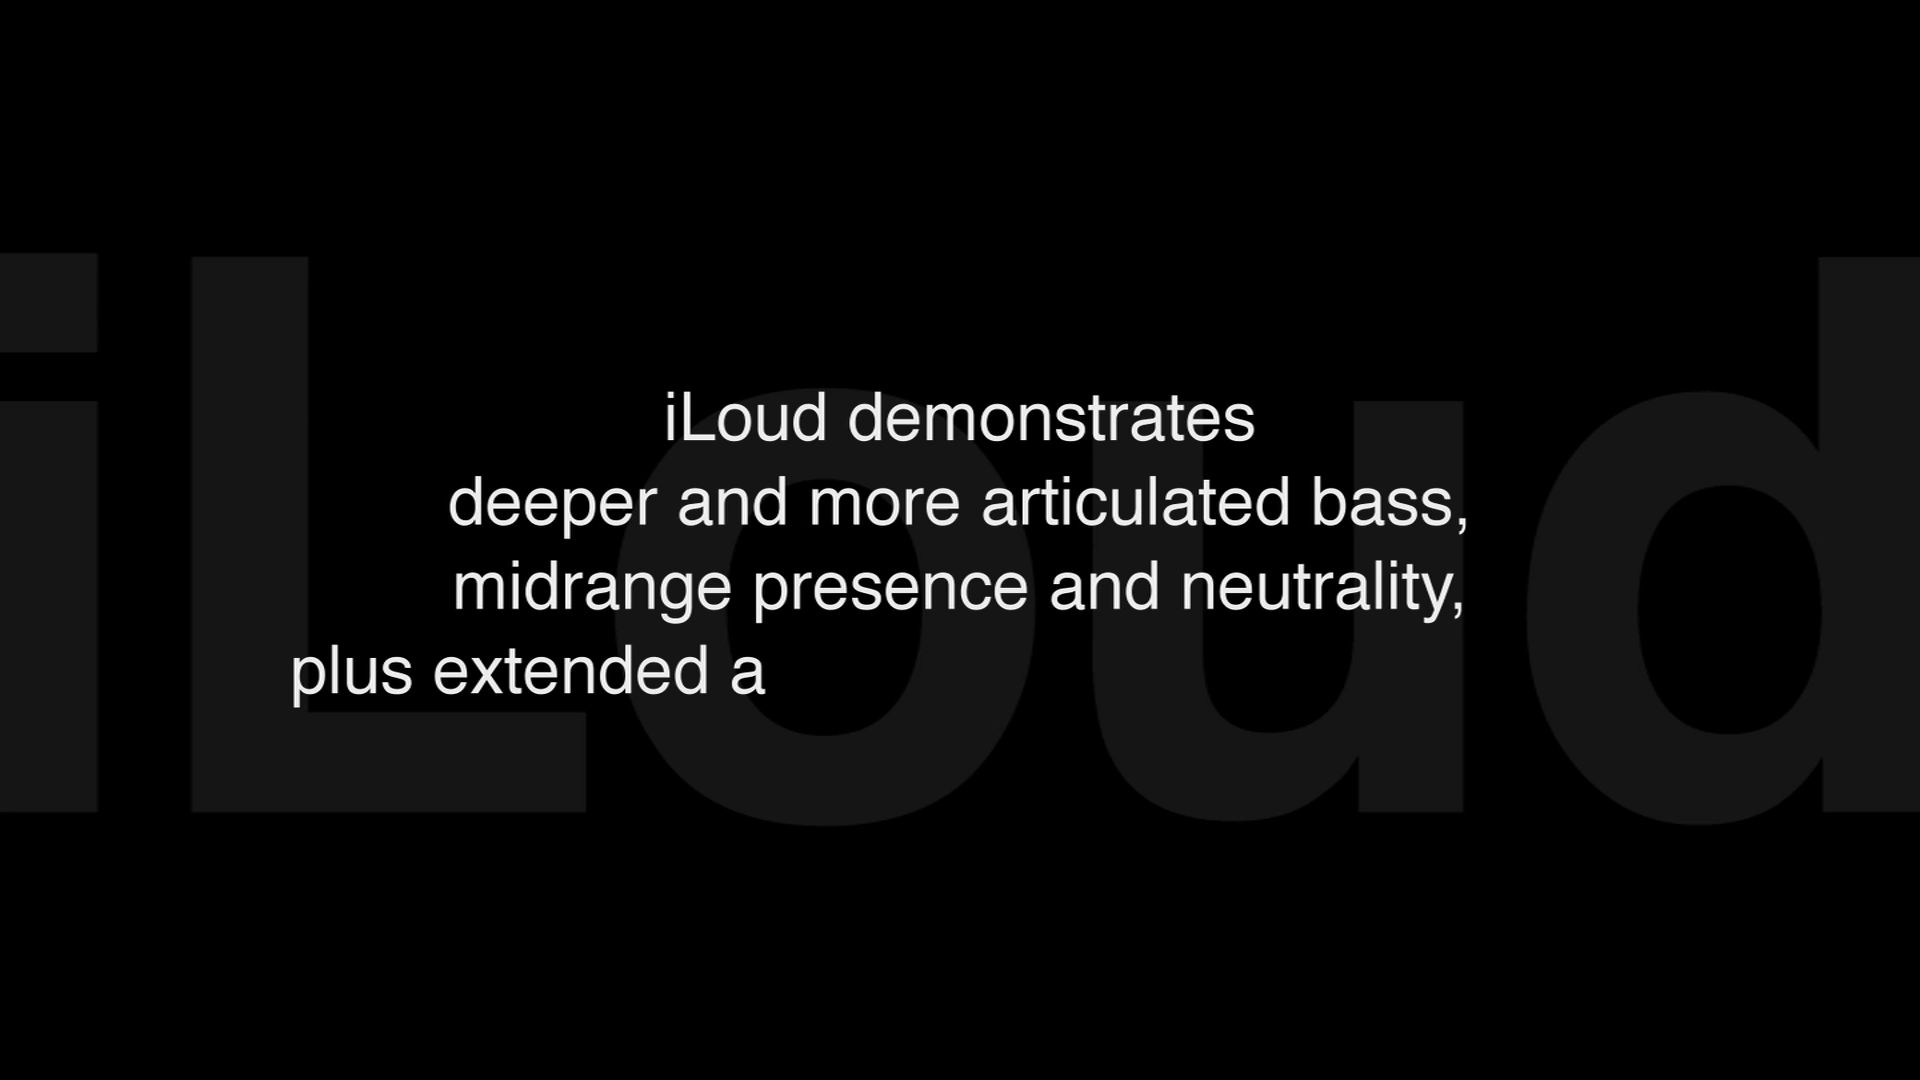 iLoud
iLoud demonstrates
deeper and more articulated bass,
midrange presence and neutrality,
plus extended a